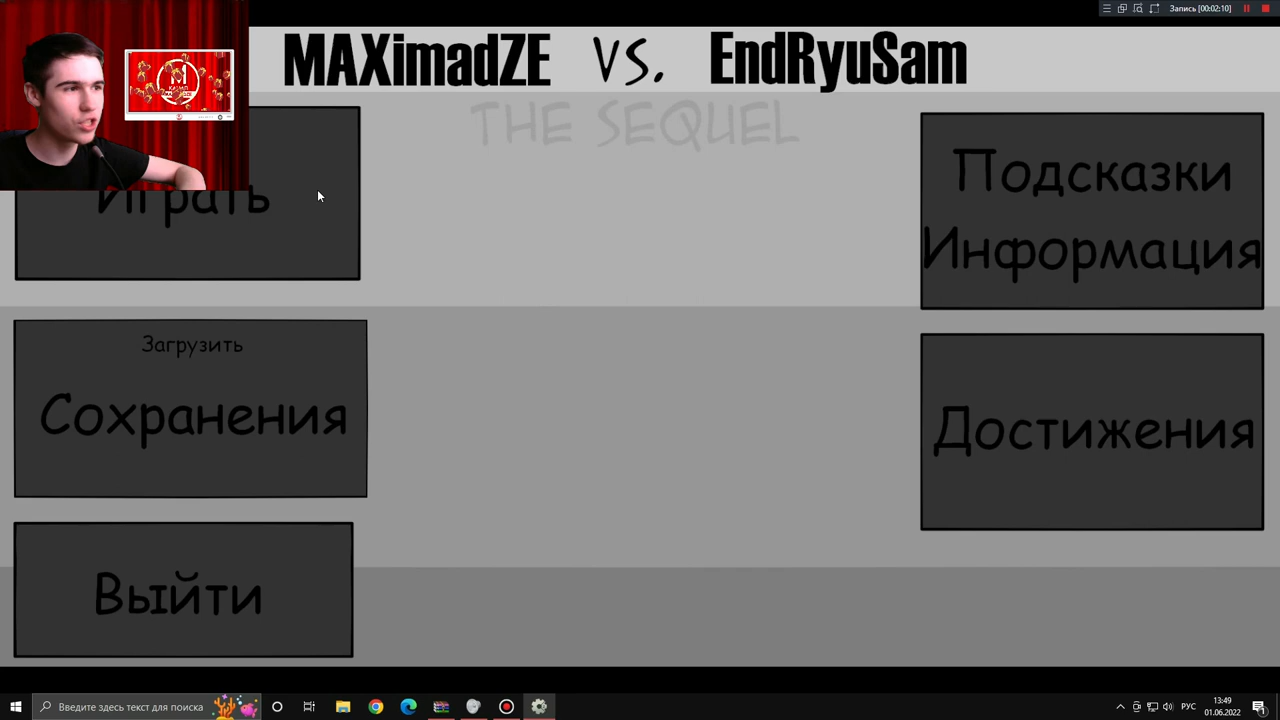 Запись [00:02:10]
MAXimadZE VS. EndRyuSam
THE SEQUEL
Играть
Подсказки
Информация
Загрузить
Сохранения
Достижения
Выйти
Введите здесь текст для поиска
РУС
13:49
01.06.2022